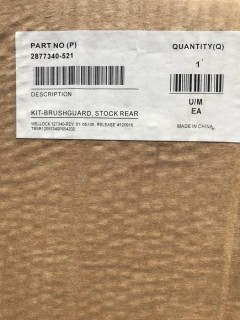 PART NO (P)
QUANTITY(Q)
2877340-521
1
DESCRIPTION
U/M
KIT-BRUSHGUARD, STOCK REAR
EA
MADE IN CHINA